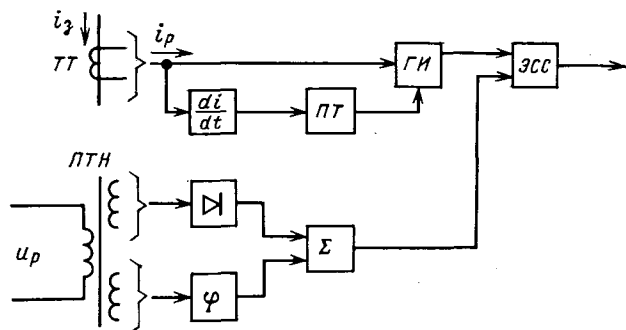 i_з
i_р
ТТ
ГИ
ЭСС
di
dt
ПТ
ПТН
u_р
Σ
φ